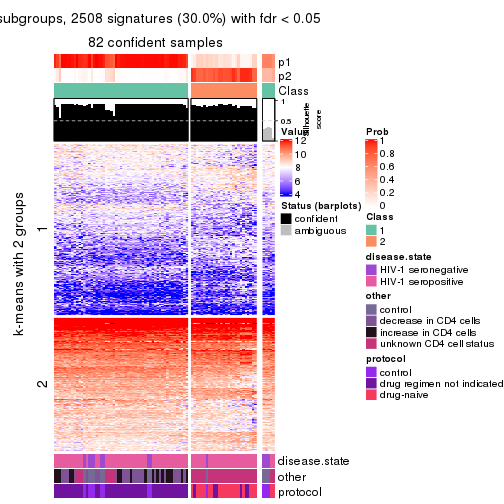 subgroups, 2508 signatures (30.0%) with fdr < 0.05
82 confident samples
p1
p2
Class
1
0.5
0
silhouette
score
k-means with 2 groups
1
2
disease.state
other
protocol
Value
12
10
8
6
4
Status (barplots)
confident
ambiguous
Prob
1
0.8
0.6
0.4
0.2
0
Class
1
2
disease.state
HIV-1 seronegative
HIV-1 seropositive
other
control
decrease in CD4 cells
increase in CD4 cells
unknown CD4 cell status
protocol
control
drug regimen not indicated
drug-naive